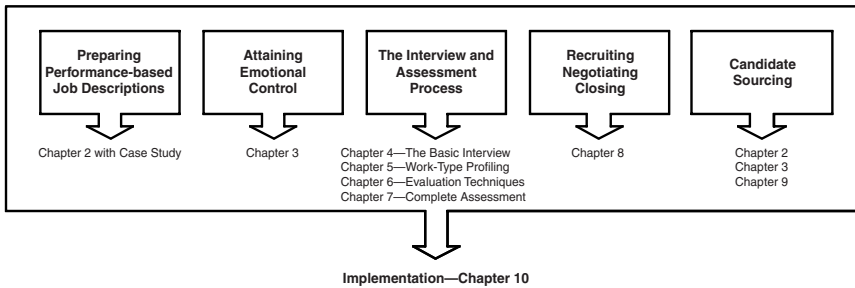 Preparing
Performance-based
Job Descriptions
Chapter 2 with Case Study
Attaining
Emotional
Control
Chapter 3
The Interview and
Assessment
Process
Chapter 4—The Basic Interview
Chapter 5—Work-Type Profiling
Chapter 6—Evaluation Techniques
Chapter 7—Complete Assessment
Recruiting
Negotiating
Closing
Chapter 8
Candidate
Sourcing
Chapter 2
Chapter 3
Chapter 9
Implementation—Chapter 10